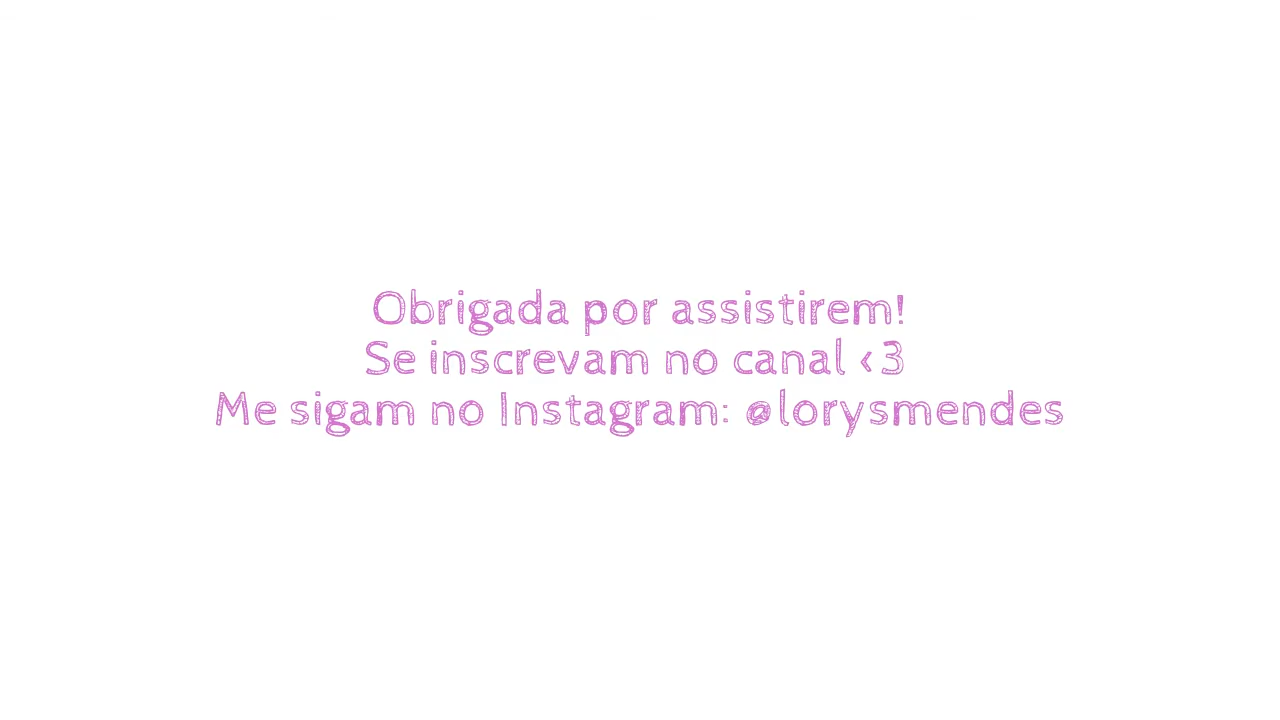 Obrigada por assistirem!
Se inscrevam no canal <3
Me sigam no Instagram: @lorysmendes